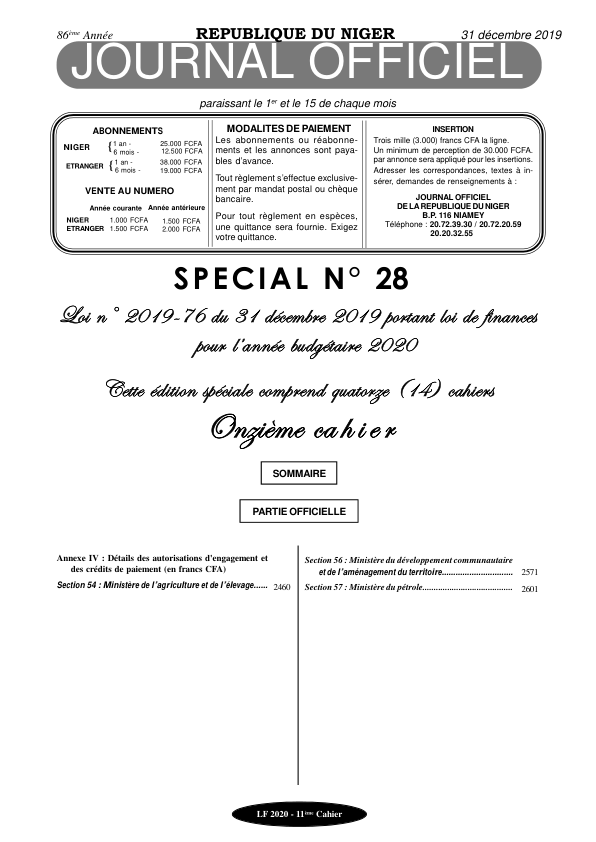 86ème Année
REPUBLIQUE DU NIGER
31 décembre 2019
JOURNAL OFFICIEL
paraissant le 1er et le 15 de chaque mois
ABONNEMENTS
NIGER { 1 an - 25.000 FCFA
6 mois - 12.500 FCFA
ETRANGER { 1 an - 38.000 FCFA
6 mois - 19.000 FCFA
VENTE AU NUMERO
Année courante Année antérieure
NIGER 1.000 FCFA 1.500 FCFA
ETRANGER 1.500 FCFA 2.000 FCFA
MODALITES DE PAIEMENT
Les abonements ou réabonne-
ments et les annonces sont paya-
bles d'avance.
Tout règlement s'effectue exclusive-
ment par mandat postal ou chèque
bancaire.
Pour tout règlement en espèces,
une quittance sera fournie. Exigez
votre quittance.
INSERTION
Trois mille (3.000) francs CFA la ligne.
Un minimum de perception de 30.000 FCFA.
par annonce sera appliqué pour les insertions.
Adresser les correspondances, textes à in-
sérer, demandes de renseignements à :
JOURNAL OFFICIEL
DE LA REPUBLIQUE DU NIGER
B.P. 116 NIAMEY
Téléphone : 20.72.39.30 / 20.72.20.59
20.20.32.55
SPECIAL N° 28
Loi n° 2019-76 du 31 décembre 2019 portant loi de finances
pour l'année budgétaire 2020
Cette édition spéciale comprend quatorze (14) cahiers
Onzième cahier
SOMMAIRE
PARTIE OFFICIELLE
Annexe IV : Détails des autorisations d'engagement et
des crédits de paiement (en francs CFA)
Section 54 : Ministère de l'agriculture et de l'élevage...... 2460
Section 56 : Ministère du développement communautaire
et de l'aménagement du territoire............................... 2571
Section 57 : Ministère du pétrole........................................ 2601
LF 2020 - 11ème Cahier